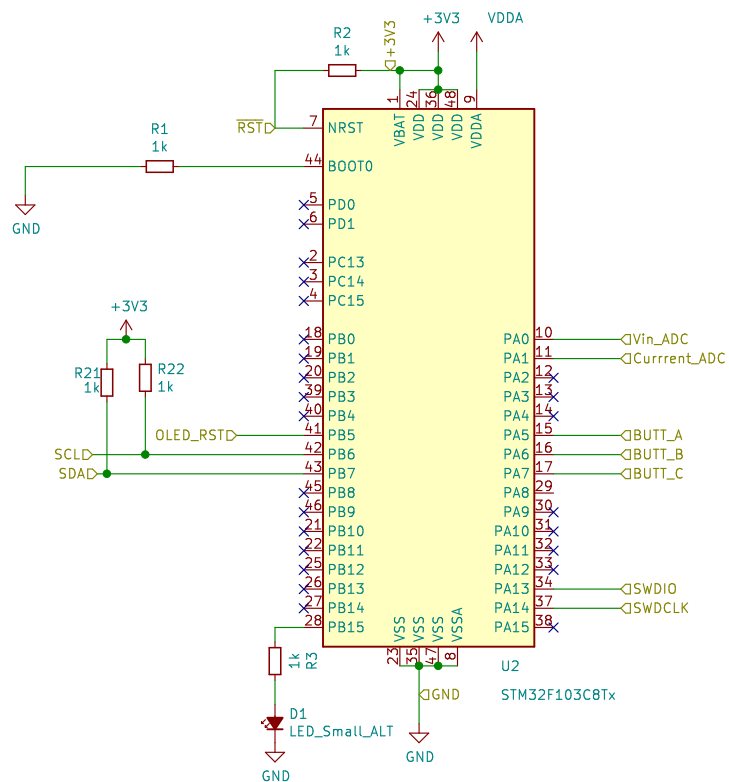 +3V3
VDDA
R2
1k
+3V3
1
24
36
48
9
RST
7
NRST
VBAT
VDD
VDD
VDD
VDDA
R1
1k
44
BOOT0
GND
5
PD0
6
PD1
2
PC13
3
PC14
4
PC15
+3V3
18
PB0
PA0
10
Vin_ADC
19
PB1
PA1
11
Currrent_ADC
R21
1k
R22
1k
20
PB2
PA2
12
39
PB3
PA3
13
40
PB4
PA4
14
OLED_RST
41
PB5
PA5
15
BUTT_A
SCL
42
PB6
PA6
16
BUTT_B
SDA
43
PB7
PA7
17
BUTT_C
45
PB8
PA8
29
46
PB9
PA9
30
21
PB10
PA10
31
22
PB11
PA11
32
25
PB12
PA12
33
26
PB13
PA13
34
SWDIO
27
PB14
PA14
37
SWDCLK
28
PB15
PA15
38
VSS
VSS
VSS
VSSA
23
35
47
8
1k
R3
U2
STM32F103C8Tx
GND
GND
D1
LED_Small_ALT
GND